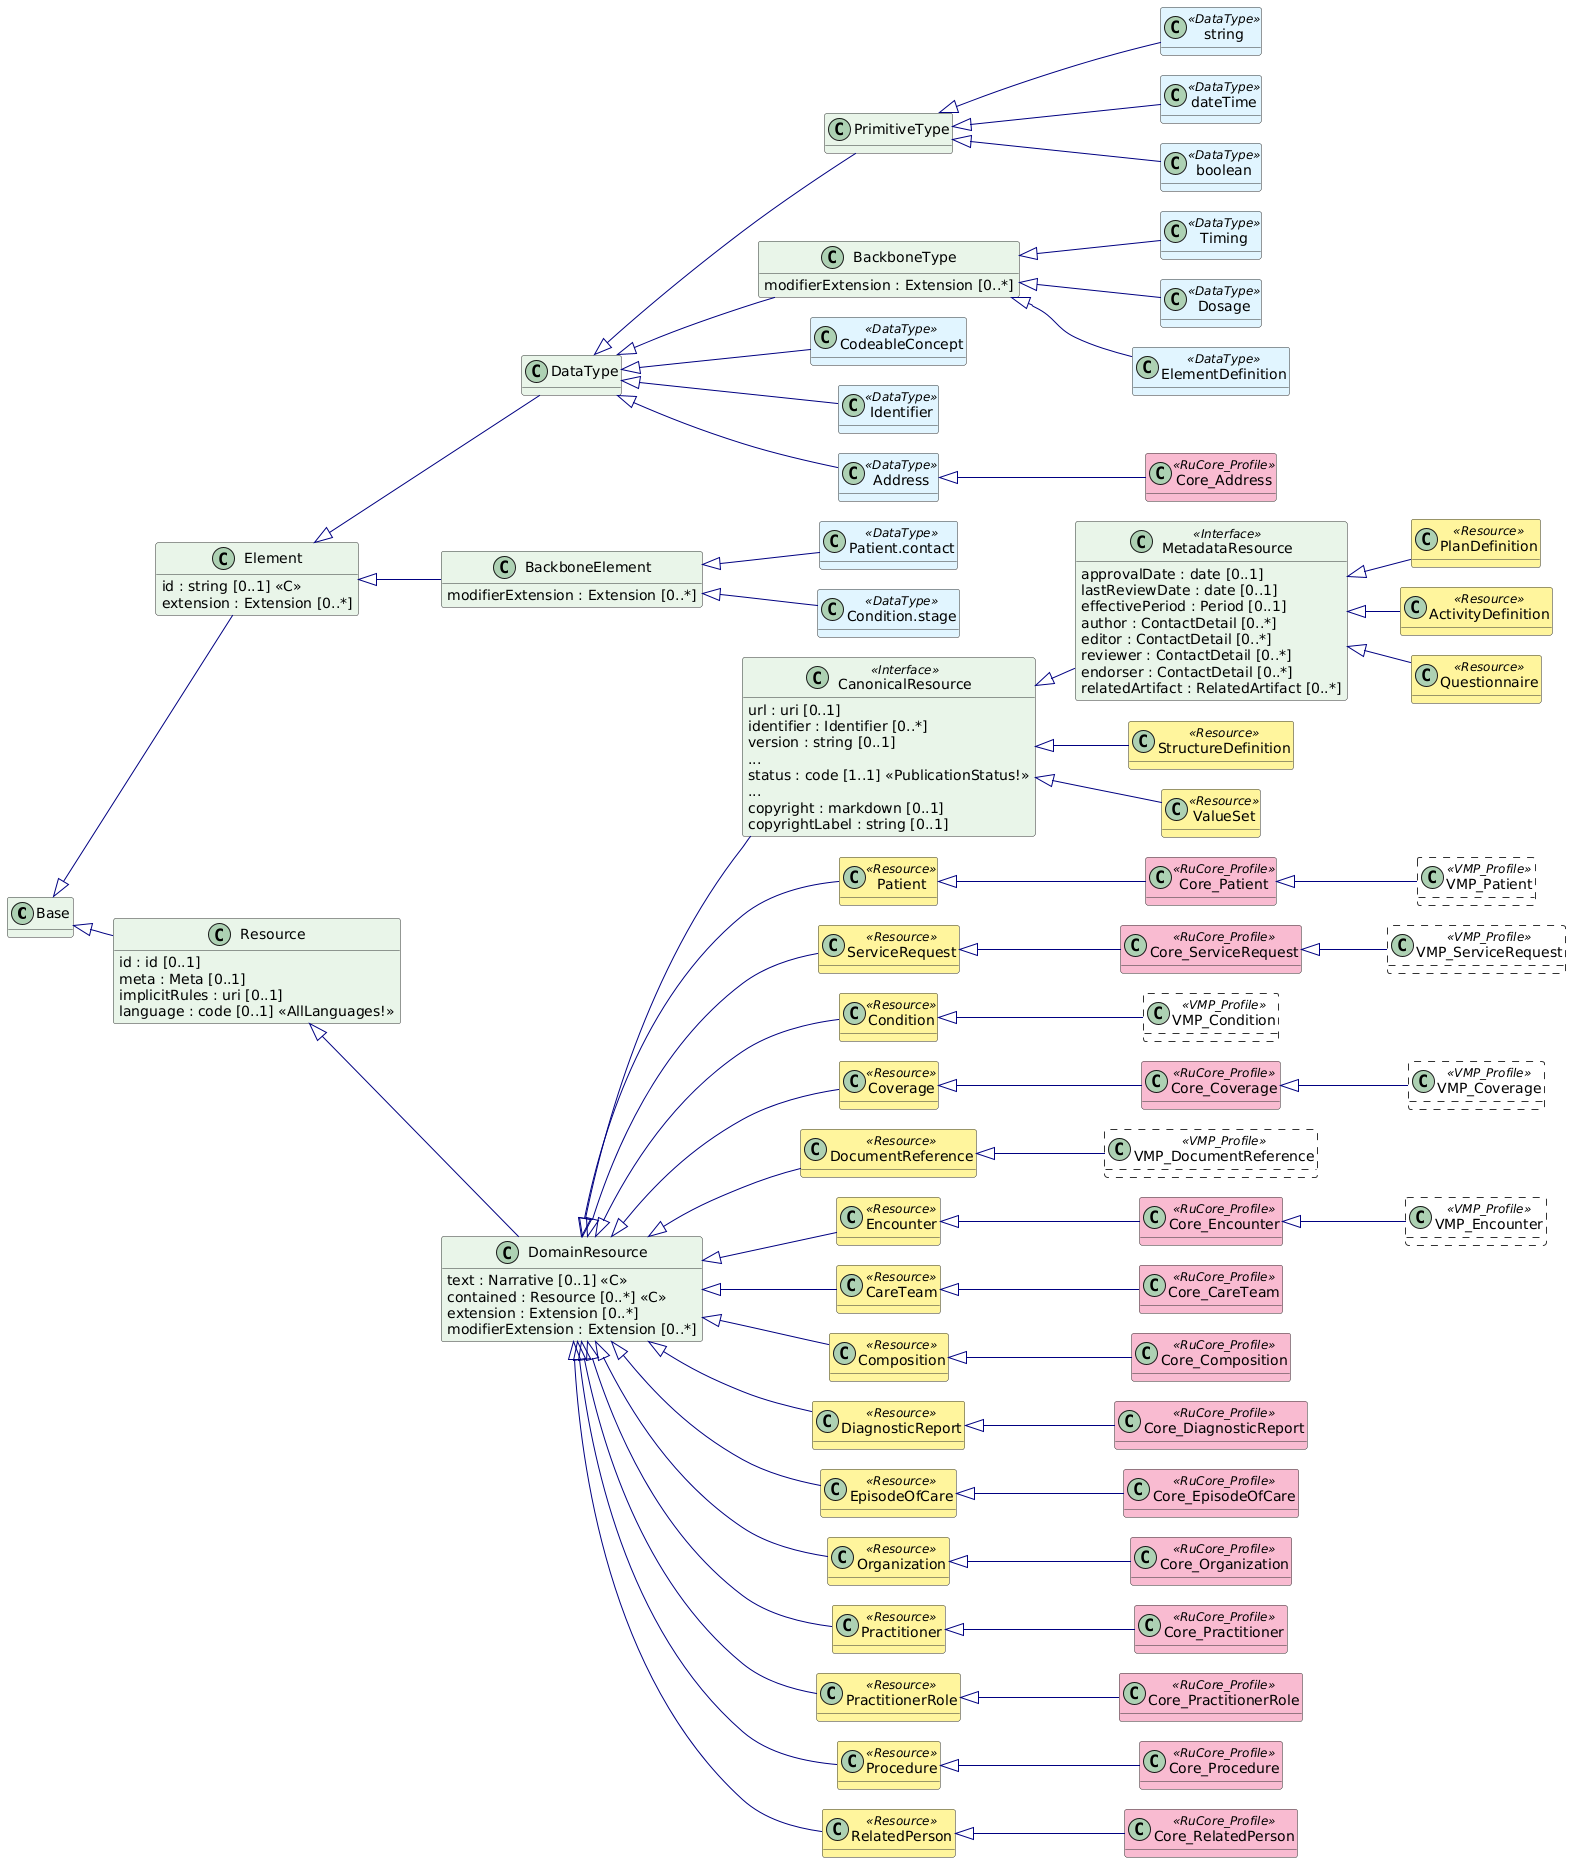 «DataType»
string
«DataType»
dateTime
C PrimitiveType
«DataType»
boolean
«DataType»
Timing
C BackboneType
modifierExtension : Extension [0..*]
«DataType»
Dosage
«DataType»
CodeableConcept
«DataType»
ElementDefinition
C DataType
«DataType»
Identifier
«DataType»
Address
«RuCore_Profile»
Core_Address
C Element
id : string [0..1] «C»
extension : Extension [0..*]
C BackboneElement
modifierExtension : Extension [0..*]
«DataType»
Patient.contact
«DataType»
Condition.stage
«Interface»
MetadataResource
approvalDate : date [0..1]
lastReviewDate : date [0..1]
effectivePeriod : Period [0..1]
author : ContactDetail [0..*]
editor : ContactDetail [0..*]
reviewer : ContactDetail [0..*]
endorser : ContactDetail [0..*]
relatedArtifact : RelatedArtifact [0..*]
«Resource»
PlanDefinition
«Resource»
ActivityDefinition
«Resource»
Questionnaire
«Interface»
CanonicalResource
url : uri [0..1]
identifier : Identifier [0..*]
version : string [0..1]
...
status : code [1..1] «PublicationStatus!»
...
copyright : markdown [0..1]
copyrightLabel : string [0..1]
«Resource»
StructureDefinition
«Resource»
ValueSet
C Base
C Resource
id : id [0..1]
meta : Meta [0..1]
implicitRules : uri [0..1]
language : code [0..1] «AllLanguages!»
«Resource»
Patient
«RuCore_Profile»
Core_Patient
«VMP_Profile»
VMP_Patient
«Resource»
ServiceRequest
«RuCore_Profile»
Core_ServiceRequest
«VMP_Profile»
VMP_ServiceRequest
«Resource»
Condition
«VMP_Profile»
VMP_Condition
«Resource»
Coverage
«RuCore_Profile»
Core_Coverage
«VMP_Profile»
VMP_Coverage
«Resource»
DocumentReference
«VMP_Profile»
VMP_DocumentReference
«Resource»
Encounter
«RuCore_Profile»
Core_Encounter
«VMP_Profile»
VMP_Encounter
C DomainResource
text : Narrative [0..1] «C»
contained : Resource [0..*] «C»
extension : Extension [0..*]
modifierExtension : Extension [0..*]
«Resource»
CareTeam
«RuCore_Profile»
Core_CareTeam
«Resource»
Composition
«RuCore_Profile»
Core_Composition
«Resource»
DiagnosticReport
«RuCore_Profile»
Core_DiagnosticReport
«Resource»
EpisodeOfCare
«RuCore_Profile»
Core_EpisodeOfCare
«Resource»
Organization
«RuCore_Profile»
Core_Organization
«Resource»
Practitioner
«RuCore_Profile»
Core_Practitioner
«Resource»
PractitionerRole
«RuCore_Profile»
Core_PractitionerRole
«Resource»
Procedure
«RuCore_Profile»
Core_Procedure
«Resource»
RelatedPerson
«RuCore_Profile»
Core_RelatedPerson